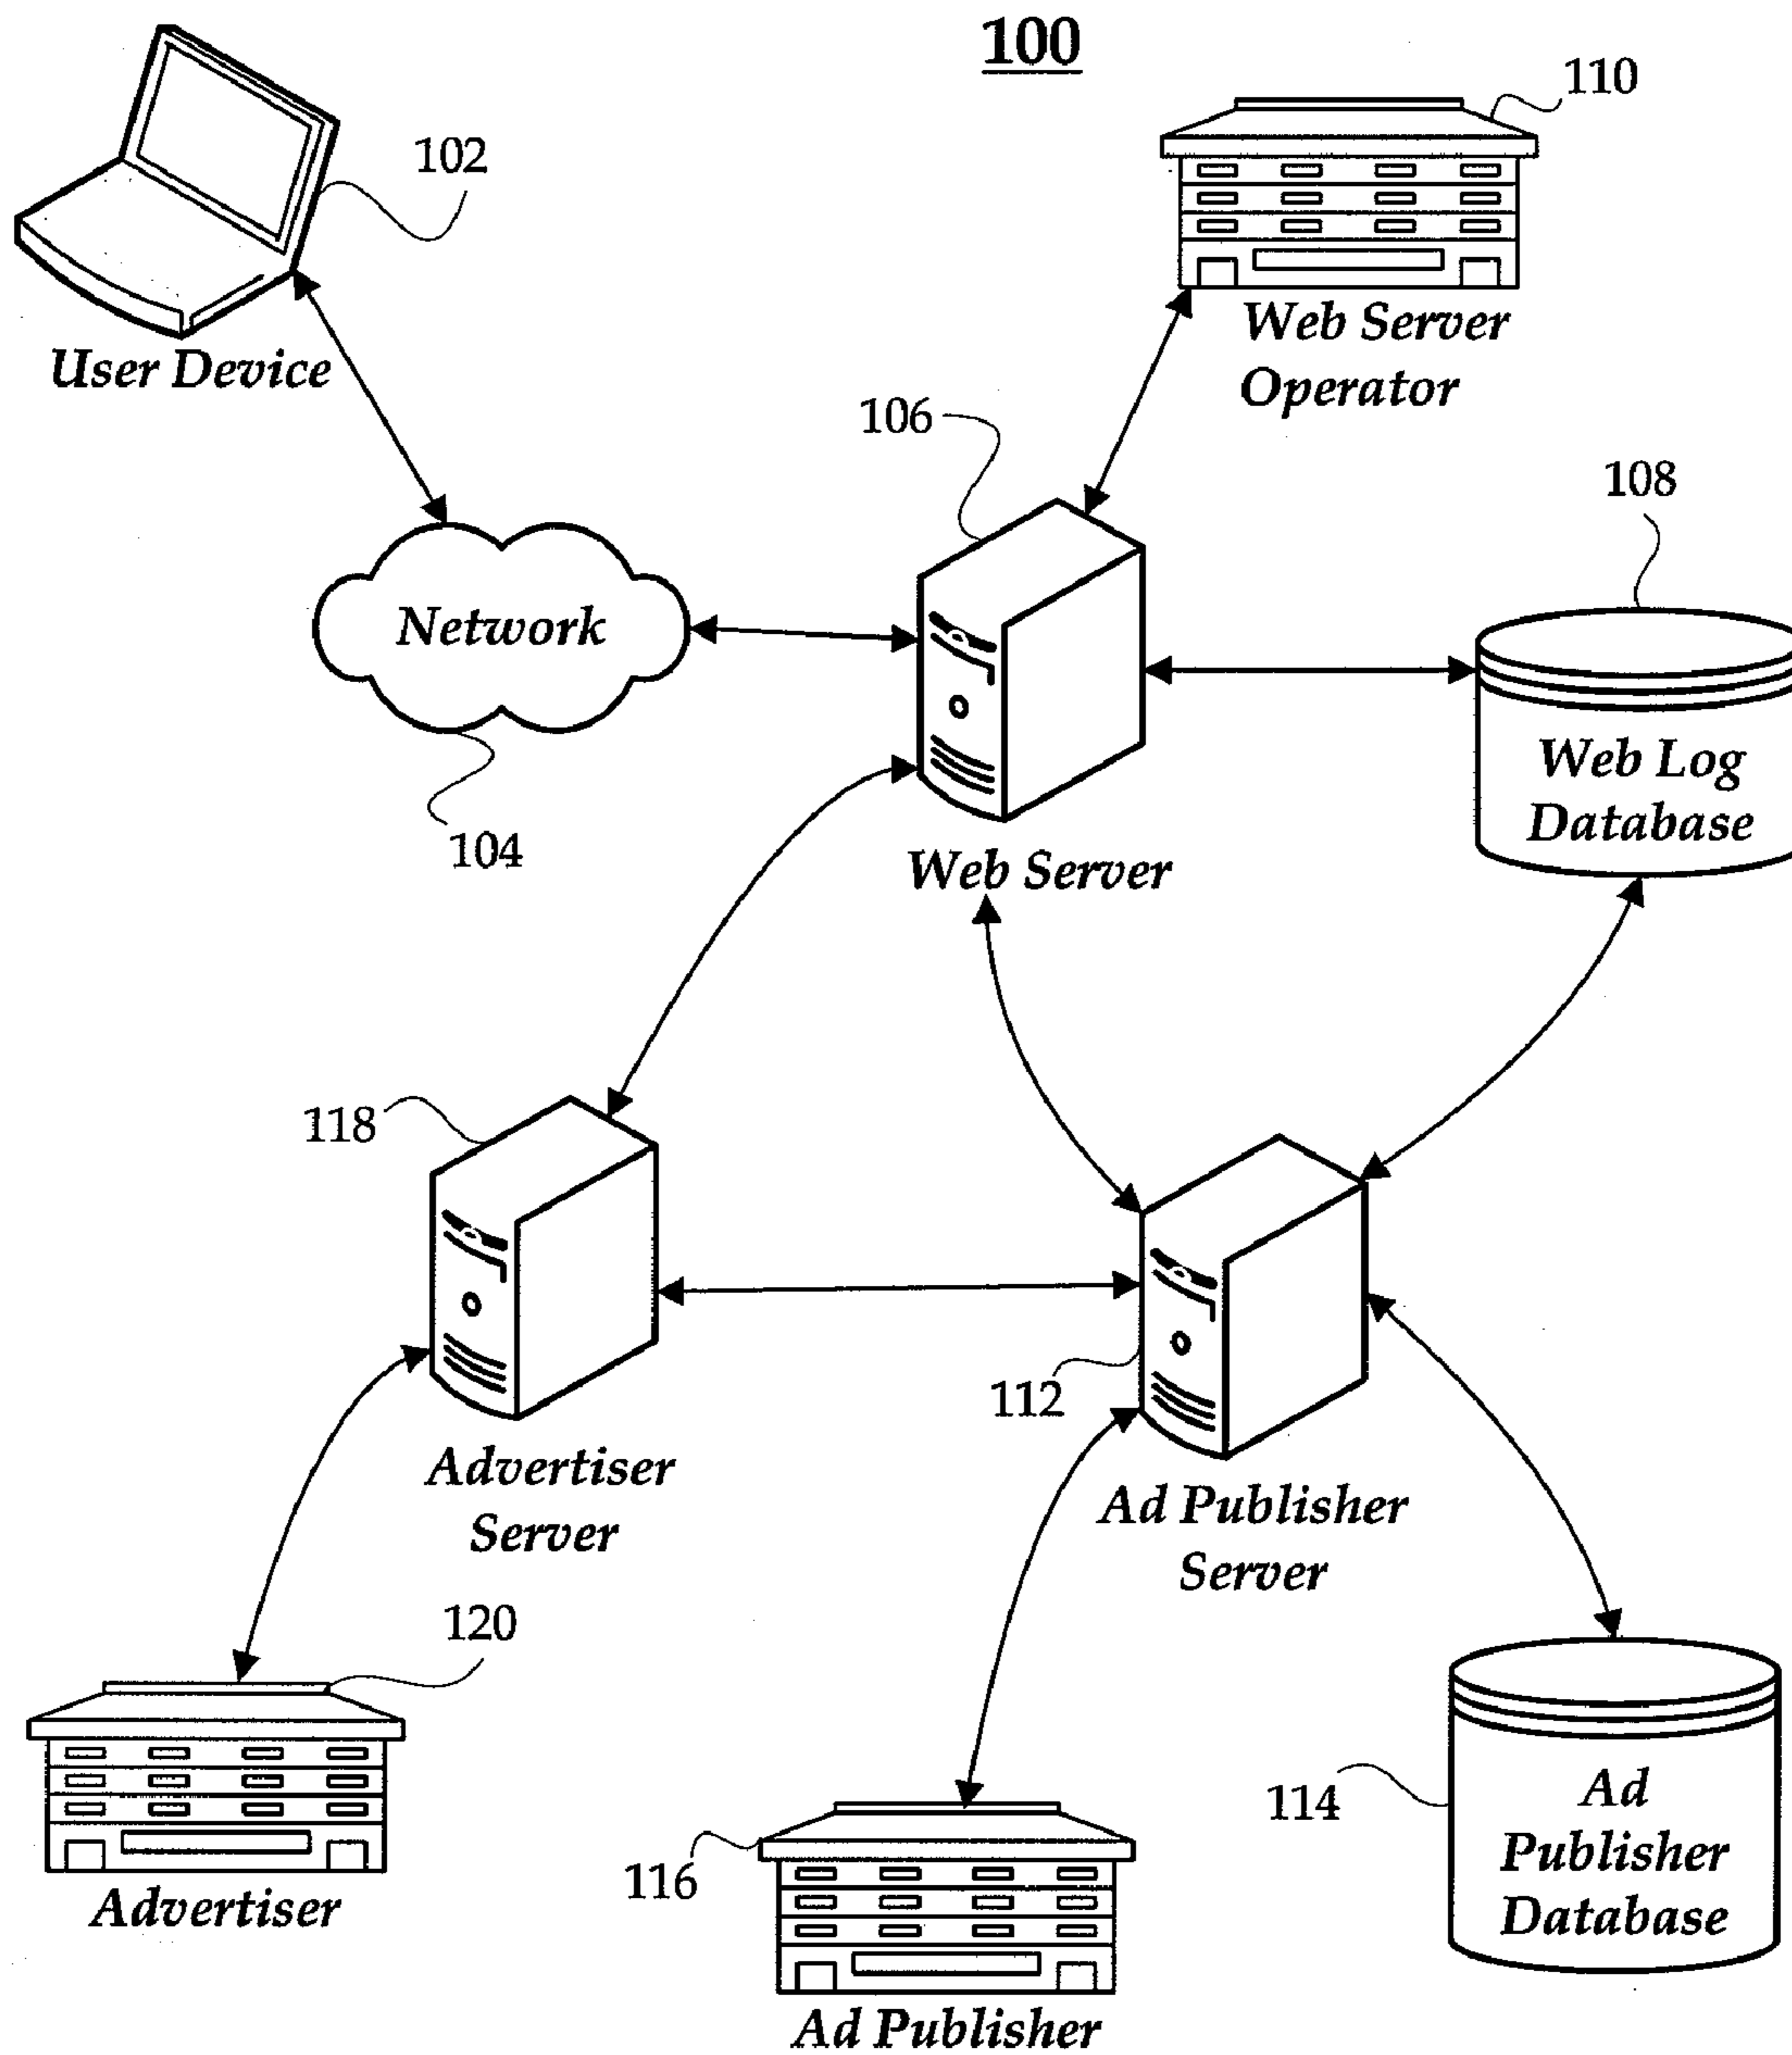 100
110
102
Web Server
Operator
User Device
106
108
Network
Web Log
Database
104
Web Server
118
112
Advertiser
Server
Ad Publisher
Server
120
114
Ad
Publisher
Database
116
Advertiser
Ad Publisher